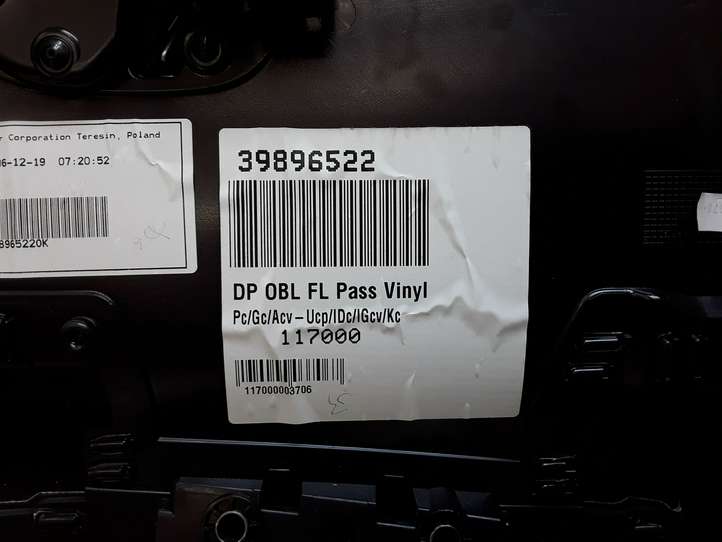 Corporation Teresin, Poland
6-12-19 07:20:52
8965220K
39896522
DP OBL FL Pass Vinyl
Pc/Gc/Acv – Ucp/IDc/IGcv/Kc
117000
117000003706